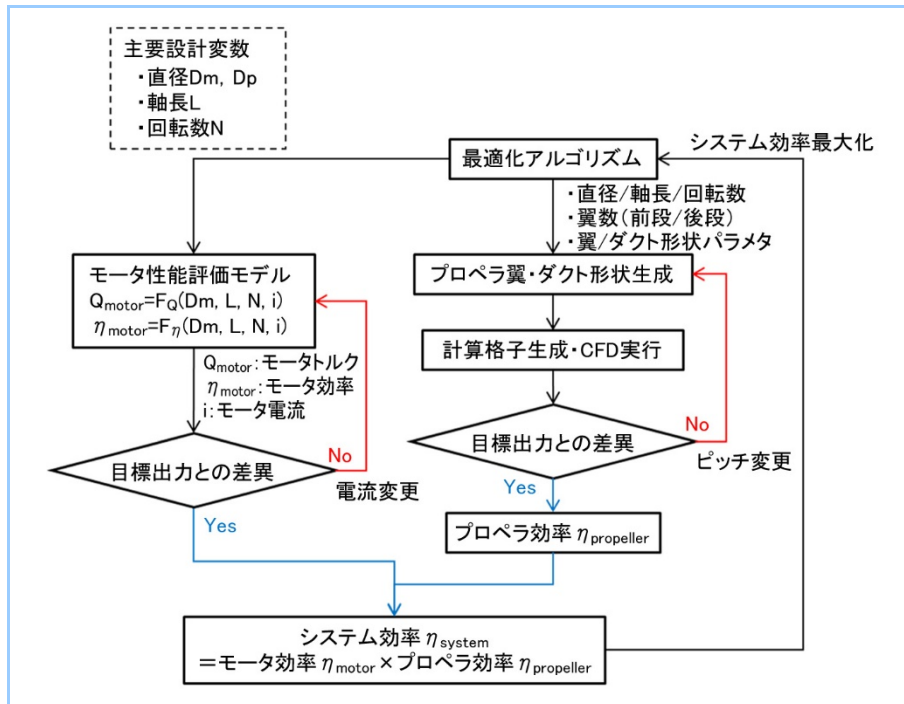 主要設計変数
・直径Dm, Dp
・軸長L
・回転数N
システム効率最大化
最適化アルゴリズム
・直径/軸長/回転数
・翼数(前段/後段)
・翼/ダクト形状パラメタ
モータ性能評価モデル
Qmotor=FQ(Dm, L, N, i)
ηmotor=Fη(Dm, L, N, i)
プロペラ翼・ダクト形状生成
計算格子生成・CFD実行
Qmotor:モータトルク
ηmotor:モータ効率
i:モータ電流
目標出力との差異
No
ピッチ変更
目標出力との差異
No
電流変更
Yes
Yes
プロペラ効率 ηpropeller
システム効率 ηsystem
=モータ効率 ηmotor×プロペラ効率 ηpropeller